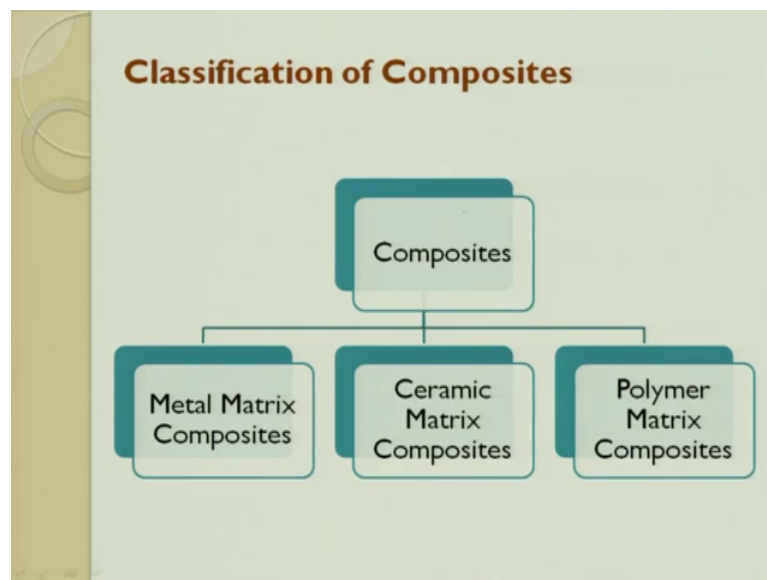 Classification of Composites
Composites
Metal Matrix
Composites
Ceramic
Matrix
Composites
Polymer
Matrix
Composites